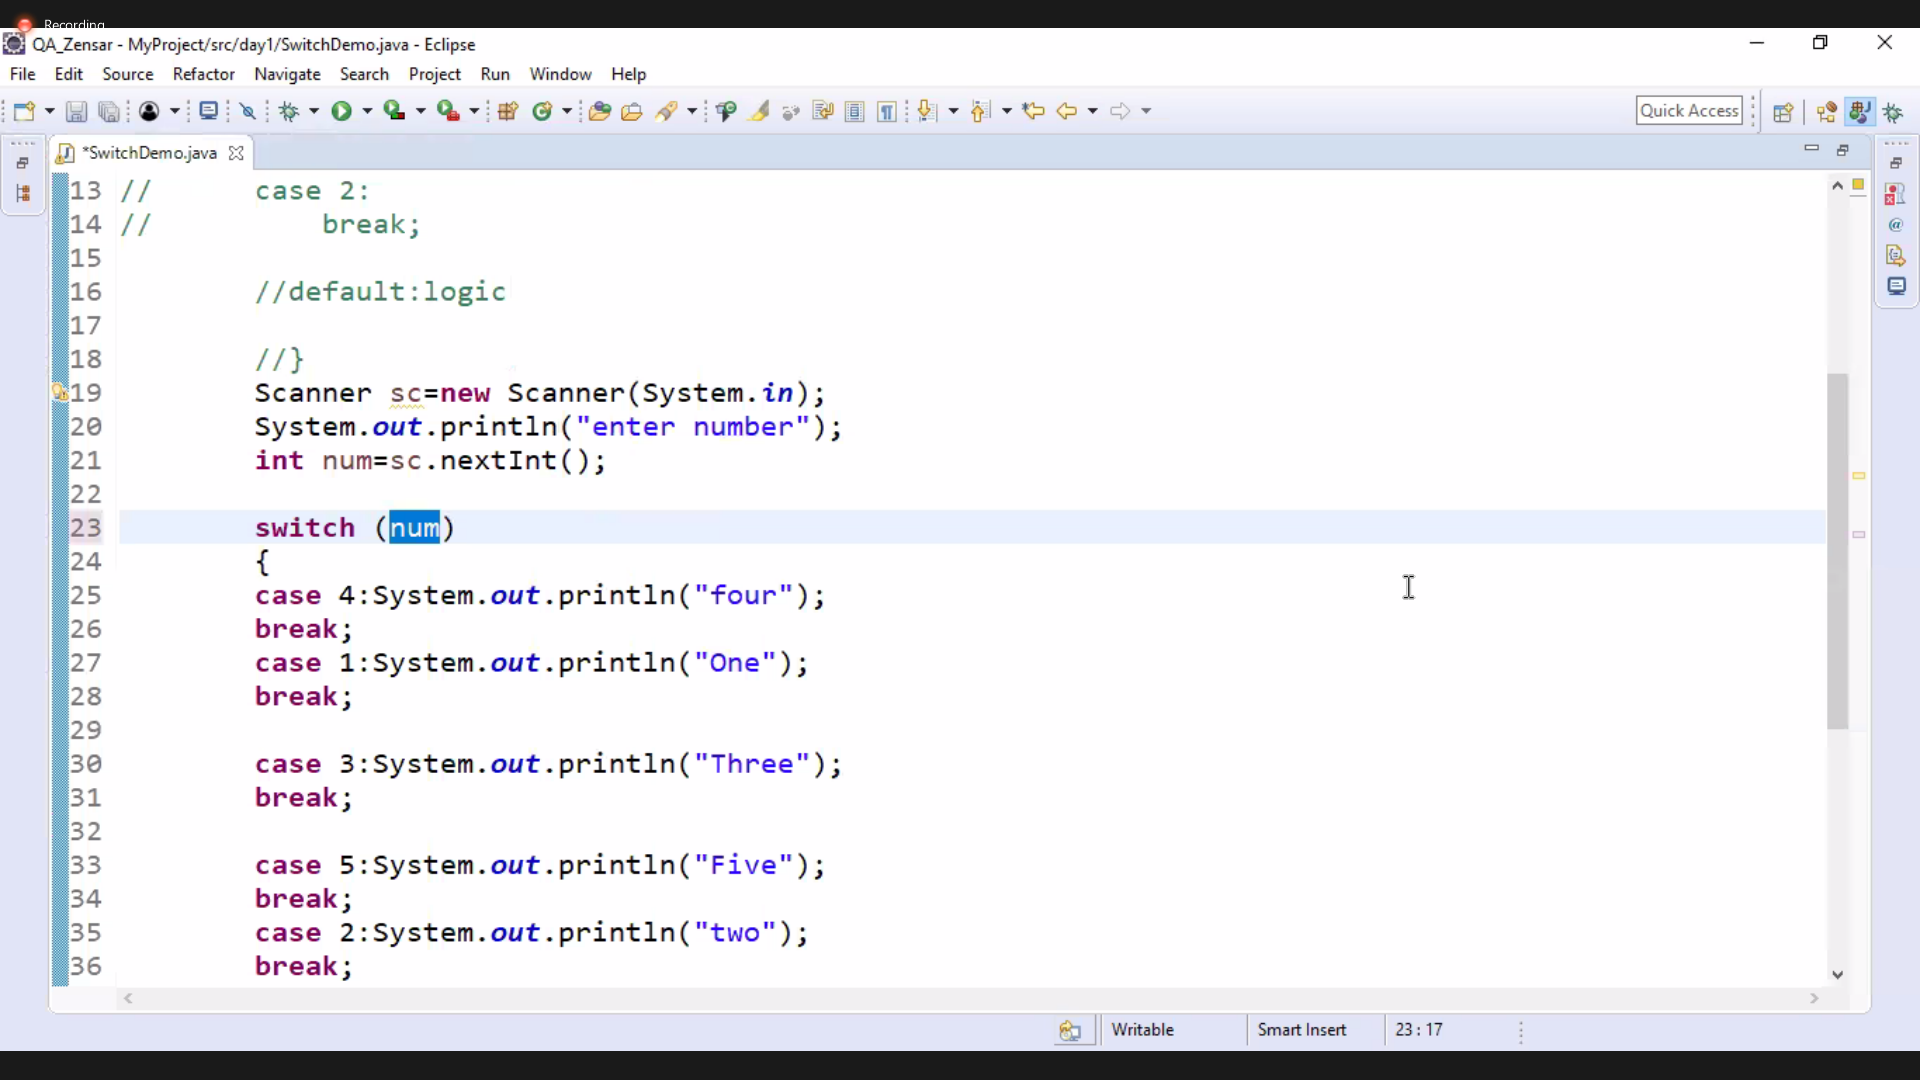 Recording
QA_Zensar - MyProject/src/day1/SwitchDemo.java - Eclipse
File Edit Source Refactor Navigate Search Project Run Window Help
Quick Access
*SwitchDemo.java
13 // case 2:
14 // break;
15
16 //default:logic
17
18 //}
19 Scanner sc=new Scanner(System.in);
20 System.out.println("enter number");
21 int num=sc.nextInt();
22
23 switch (num)
24 {
25 case 4:System.out.println("four");
26 break;
27 case 1:System.out.println("One");
28 break;
29
30 case 3:System.out.println("Three");
31 break;
32
33 case 5:System.out.println("Five");
34 break;
35 case 2:System.out.println("two");
36 break;
Writable Smart Insert 23 : 17